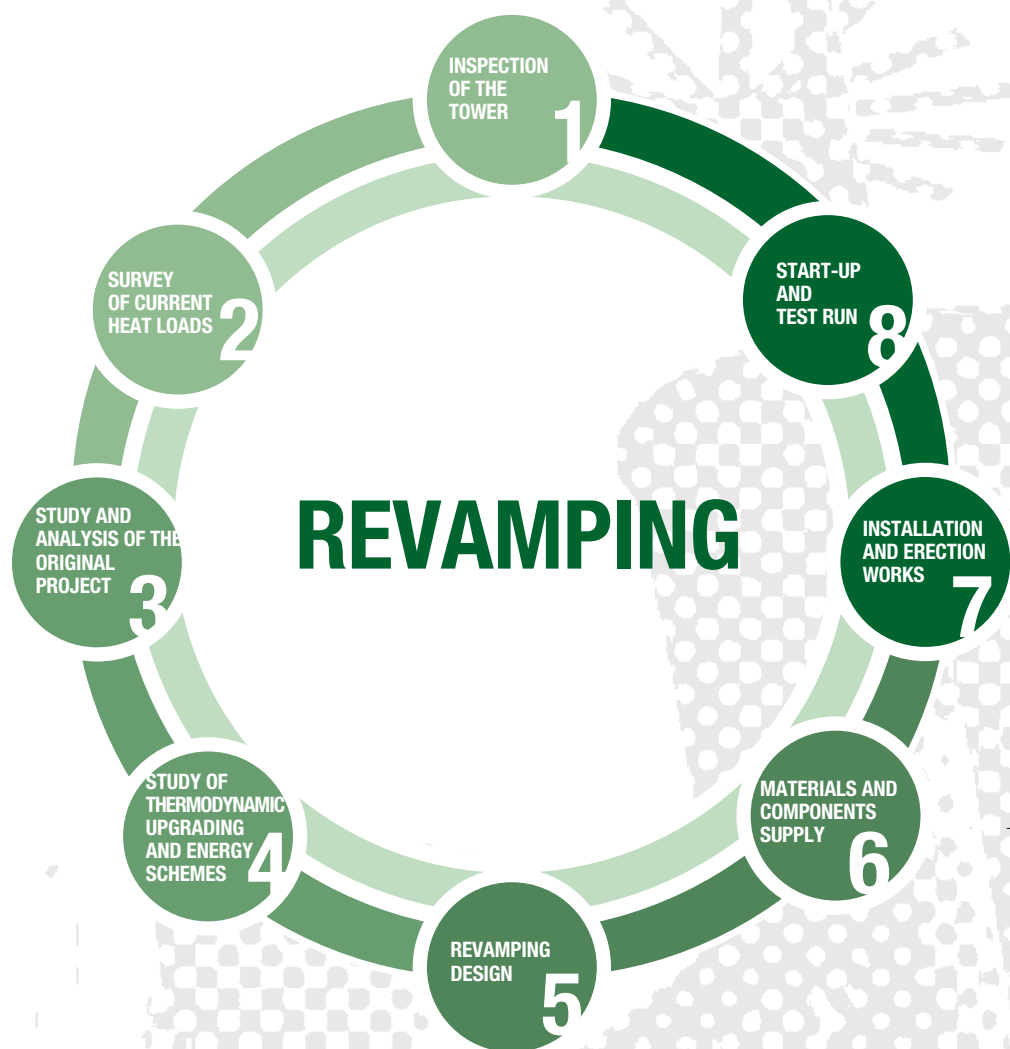 INSPECTION
OF THE
TOWER
1
SURVEY
OF CURRENT
HEAT LOADS
2
STUDY AND
ANALYSIS OF THE
ORIGINAL
PROJECT
3
STUDY OF
THERMODYNAMIC
UPGRADING
AND ENERGY
SCHEMES
4
REVAMPING
DESIGN
5
MATERIALS AND
COMPONENTS
SUPPLY
6
INSTALLATION
AND ERECTION
WORKS
7
START-UP
AND
TEST RUN
8
REVAMPING